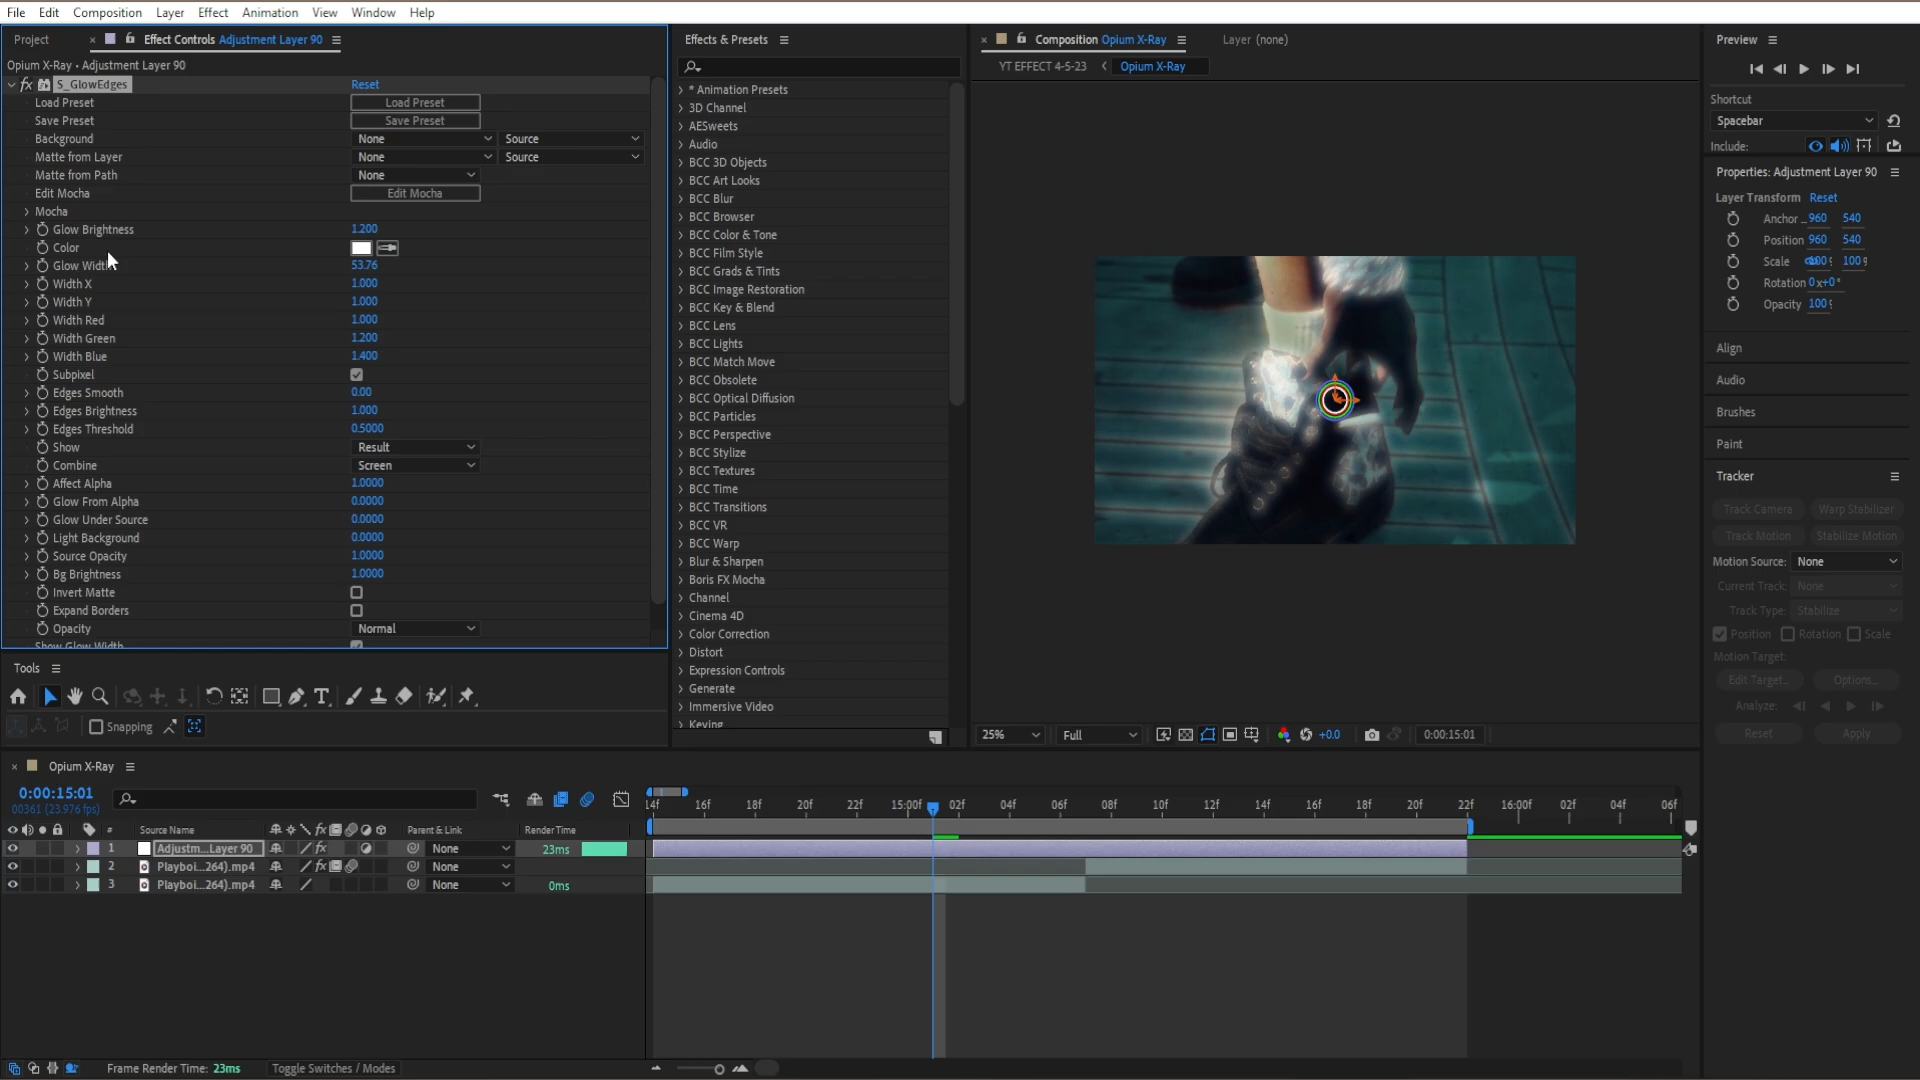 File Edit Composition Layer Effect Animation View Window Help
Project × Effect Controls Adjustment Layer 90
Opium X-Ray • Adjustment Layer 90
fx S_GlowEdges Reset
Load Preset Load Preset
Save Preset Save Preset
Background None Source
Matte from Layer None Source
Matte from Path None
Edit Mocha Edit Mocha
Mocha
Glow Brightness 1.200
Color
Glow Width 53.76
Width X 1.000
Width Y 1.000
Width Red 1.000
Width Green 1.200
Width Blue 1.400
Subpixel
Edges Smooth 0.00
Edges Brightness 1.000
Edges Threshold 0.5000
Show Result
Combine Screen
Affect Alpha 1.0000
Glow From Alpha 0.0000
Glow Under Source 0.0000
Light Background 0.0000
Source Opacity 1.0000
Bg Brightness 1.0000
Invert Matte
Expand Borders
Opacity Normal
Show Glow Width
Tools
Snapping
Effects & Presets
* Animation Presets
3D Channel
AESweets
Audio
BCC 3D Objects
BCC Art Looks
BCC Blur
BCC Browser
BCC Color & Tone
BCC Film Style
BCC Grads & Tints
BCC Image Restoration
BCC Key & Blend
BCC Lens
BCC Lights
BCC Match Move
BCC Obsolete
BCC Optical Diffusion
BCC Particles
BCC Perspective
BCC Stylize
BCC Textures
BCC Time
BCC Transitions
BCC VR
BCC Warp
Blur & Sharpen
Boris FX Mocha
Channel
Cinema 4D
Color Correction
Distort
Expression Controls
Generate
Immersive Video
Keying
× Composition Opium X-Ray Layer (none)
YT EFFECT 4-5-23 Opium X-Ray
25% Full +0.0 0:00:15:01
Preview
Shortcut
Spacebar
Include:
Properties: Adjustment Layer 90
Layer Transform Reset
Anchor .. 960 540
Position 960 540
Scale 100
Rotation 0x+0°
Opacity 100
Align
Audio
Brushes
Paint
Tracker
Track Camera Warp Stabilizer
Track Motion Stabilize Motion
Motion Source: None
Current Track: None
Track Type: Stabilize
Position Rotation Scale
Motion Target:
Edit Target... Options...
Analyze:
Reset Apply
× Opium X-Ray
0:00:15:01
00361 (23.976 fps)
14f 16f 18f 20f 22f 15:00f 02f 04f 06f 08f 10f 12f 14f 16f 18f 20f 22f 16:00f 02f 04f 06f
# Source Name fx Parent & Link Render Time
1 Adjustm...Layer 90 fx None 23ms
2 Playboi...264).mp4 fx None
3 Playboi...264).mp4 None 0ms
Frame Render Time: 23ms Toggle Switches / Modes